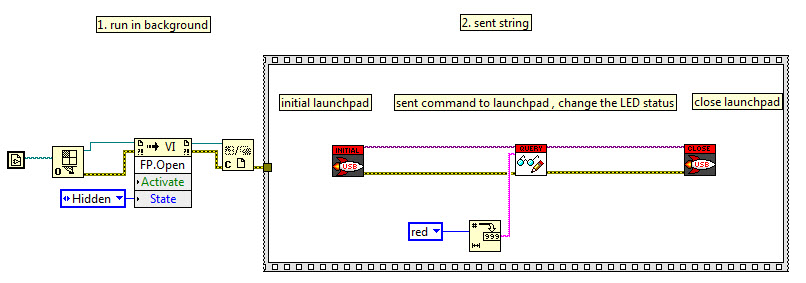 1. run in background
2. sent string
initial launchpad
sent command to launchpad , change the LED status
close launchpad
VI
FP.Open
Activate
State
Hidden
O
C
INITIAL
USB
QUERY
CLOSE
USB
red
#
999